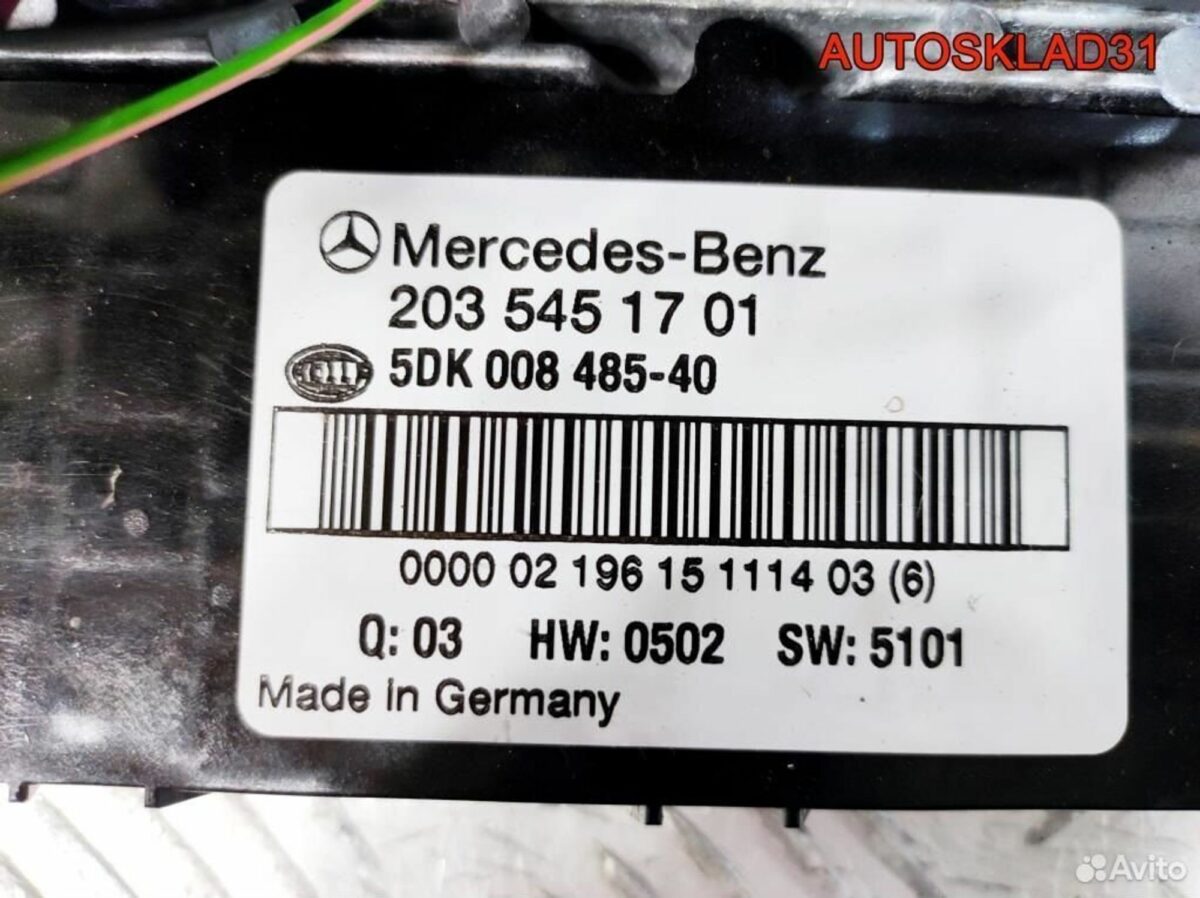 AUTOSKLAD31
Mercedes-Benz
203 545 17 01
HELLA 5DK 008 485-40
0000 02 196 15 1114 03 (6)
Q: 03 HW: 0502 SW: 5101
Made in Germany
Avito